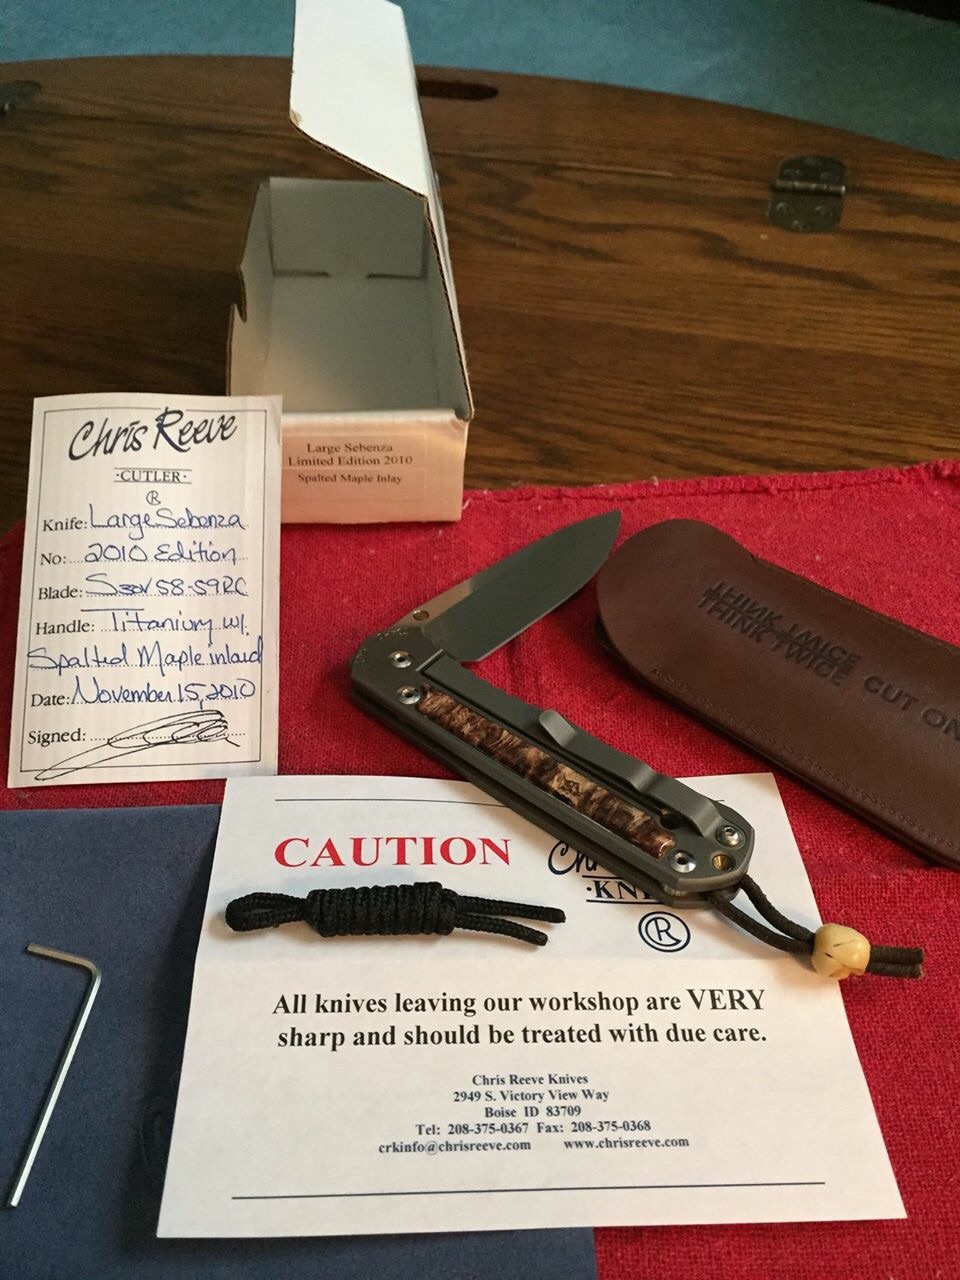 Large Sebenza
Limited Edition 2010
Spalted Maple Inlay
Chris Reeve
·CUTLER·
®
Knife: Large Sebenza
No: 2010 Edition
Blade: S30V 58-59RC
Handle: Titanium w/.
Spalted Maple inlaid
Date: November 15, 2010
Signed:
THINK TWICE CUT ON
THINK TWICE
CAUTION
Ch
·KNI
®
All knives leaving our workshop are VERY
sharp and should be treated with due care.
Chris Reeve Knives
2949 S. Victory View Way
Boise ID 83709
Tel: 208-375-0367 Fax: 208-375-0368
crkinfo@chrisreeve.com www.chrisreeve.com